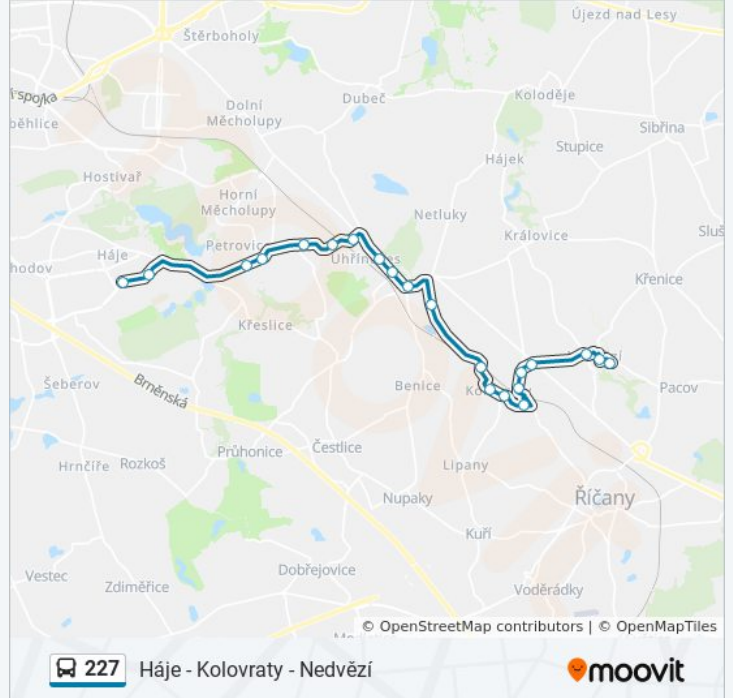 Újezd nad Lesy
Štěrboholy
í spojka
Dolní
Měcholupy
Dubeč
Koloděje
Sibřina
Stupice
Hájek
Hostivař
Horní
Měcholupy
Netluky
Královice
Sluš
Háje
Petrovic
Uhříněves
Křenice
hodov
Křeslice
Šeberov
Brněnská
Benice
Pacov
Průhonice
Čestlice
Hrnčíře
Rozkoš
Lipany
Říčany
Nupaky
Kuří
Dobřejovice
Vestec
Zdiměřice
Voděrádky
© OpenStreetMap contributors | © OpenMapTiles
227
Háje - Kolovraty - Nedvězí
moovit